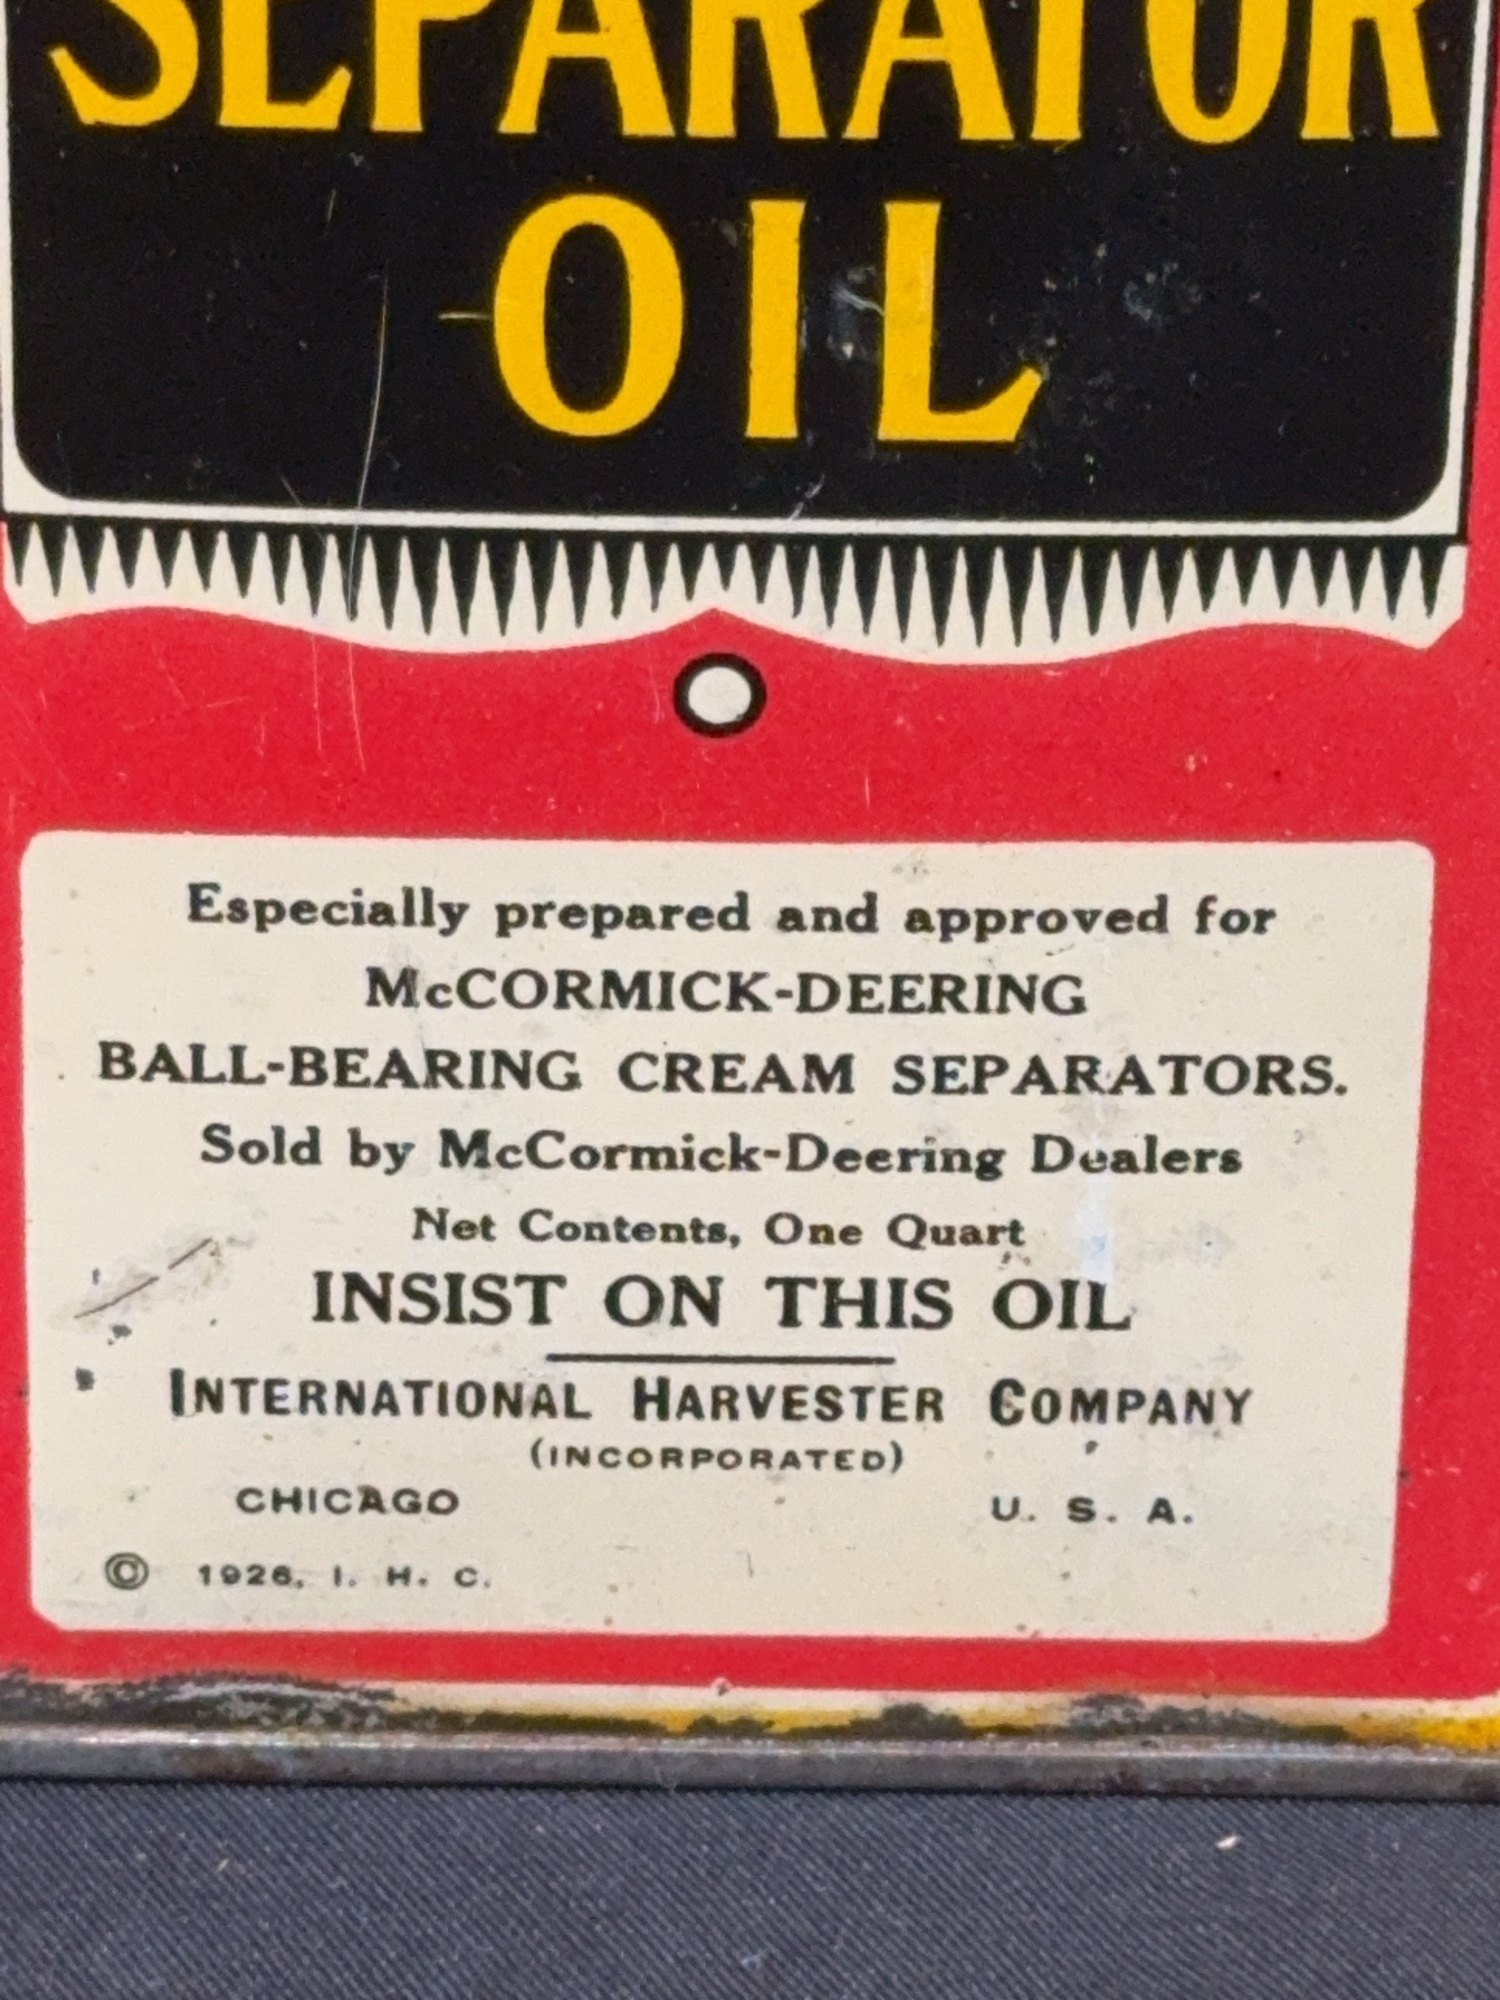 SEPARATOR
OIL
Especially prepared and approved for
McCORMICK-DEERING
BALL-BEARING CREAM SEPARATORS.
Sold by McCormick-Deering Dealers
Net Contents, One Quart
INSIST ON THIS OIL
INTERNATIONAL HARVESTER COMPANY
(INCORPORATED)
CHICAGO U. S. A.
© 1926, I. H. C.